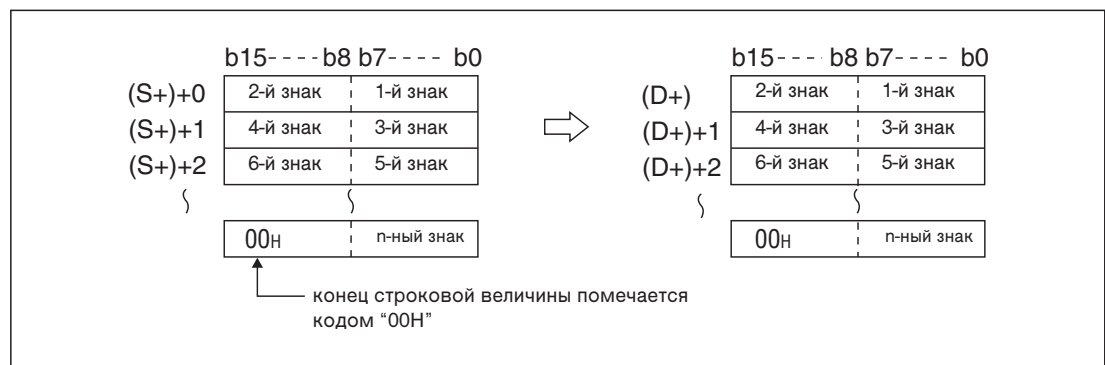 b15----b8 b7---- b0 b15---- b8 b7---- b0
(S+)+0 2-й знак 1-й знак (D+) 2-й знак 1-й знак
(S+)+1 4-й знак 3-й знак (D+)+1 4-й знак 3-й знак
(S+)+2 6-й знак 5-й знак (D+)+2 6-й знак 5-й знак
00H n-ный знак 00H n-ный знак
конец строковой величины помечается
кодом “00H”